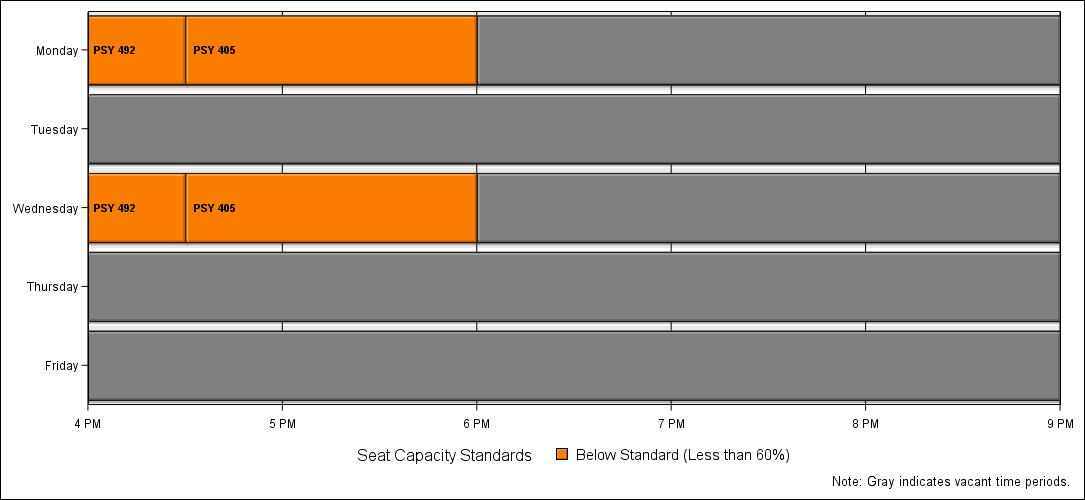 Monday
PSY 492 PSY 405
Tuesday
Wednesday
PSY 492 PSY 405
Thursday
Friday
4 PM 5 PM 6 PM 7 PM 8 PM 9 PM
Seat Capacity Standards Below Standard (Less than 60%)
Note: Gray indicates vacant time periods.